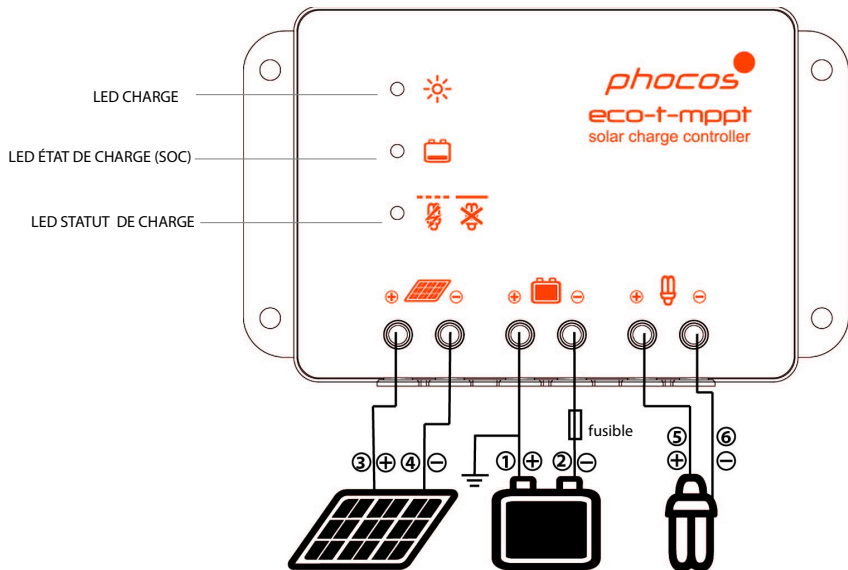 phocos
eco-t-mppt
solar charge controller
LED CHARGE
LED ÉTAT DE CHARGE (SOC)
LED STATUT DE CHARGE
+ − + − + −
fusible
③ + ④ − ① + ② − ⑤ + ⑥ −